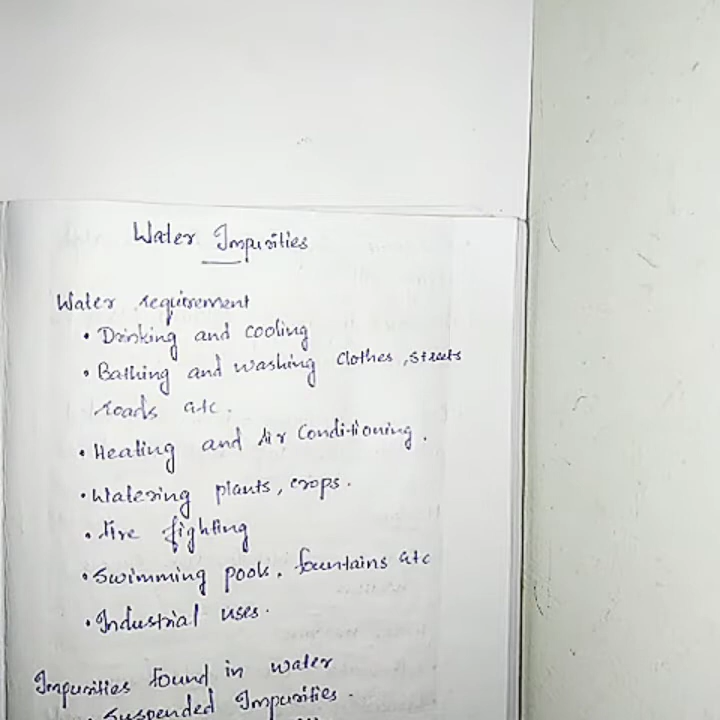 Water Impurities
Water requirement
• Drinking and cooling
• Bathing and washing clothes, streets
roads etc.
• Heating and Air Conditioning.
• Watering plants, crops.
• Fire fighting
• Swimming pools. fountains etc
• Industrial uses.
Impurities found in water
• Suspended Impurities.